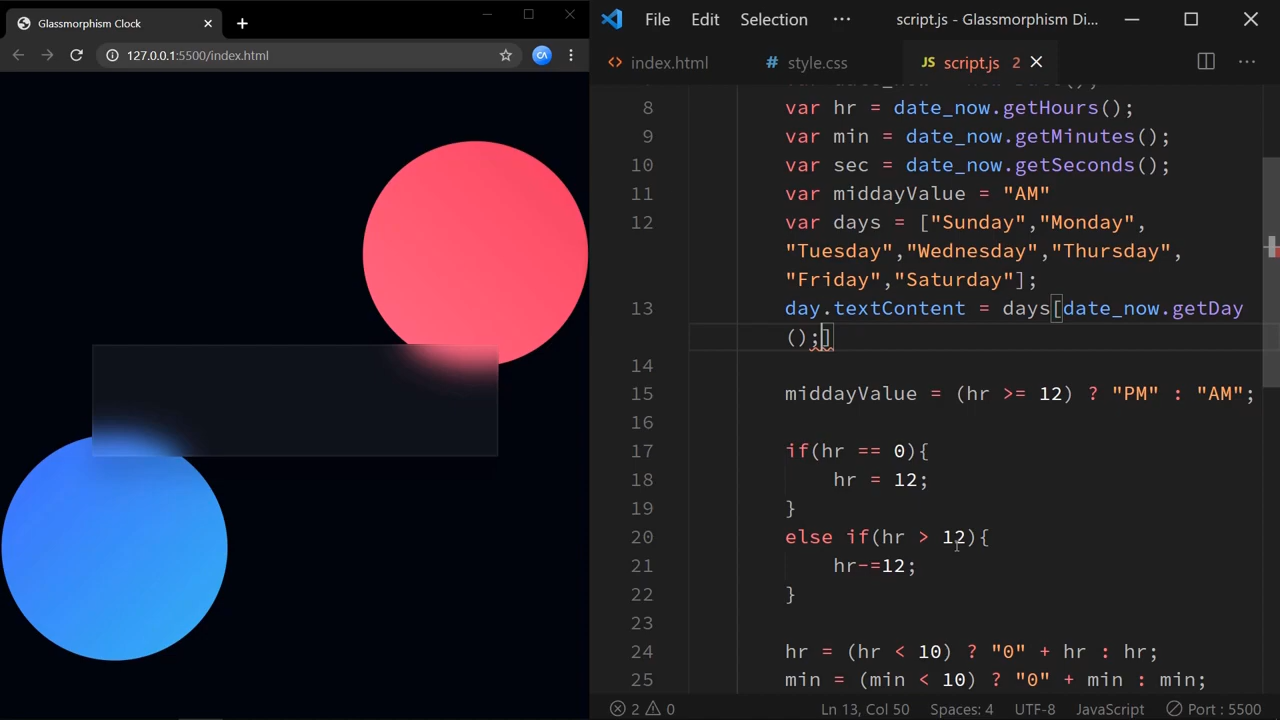 Glassmorphism Clock
127.0.0.1:5500/index.html
File Edit Selection ··· script.js - Glassmorphism Di...
index.html
# style.css
JS script.js 2
8 var hr = date_now.getHours();
9 var min = date_now.getMinutes();
10 var sec = date_now.getSeconds();
11 var middayValue = "AM"
12 var days = ["Sunday","Monday",
"Tuesday","Wednesday","Thursday",
"Friday","Saturday"];
13 day.textContent = days[date_now.getDay
();]
14
15 middayValue = (hr >= 12) ? "PM" : "AM";
16
17 if(hr == 0){
18 hr = 12;
19 }
20 else if(hr > 12){
21 hr-=12;
22 }
23
24 hr = (hr < 10) ? "0" + hr : hr;
25 min = (min < 10) ? "0" + min : min;
2 0 Ln 13, Col 50 Spaces: 4 UTF-8 JavaScript Port : 5500